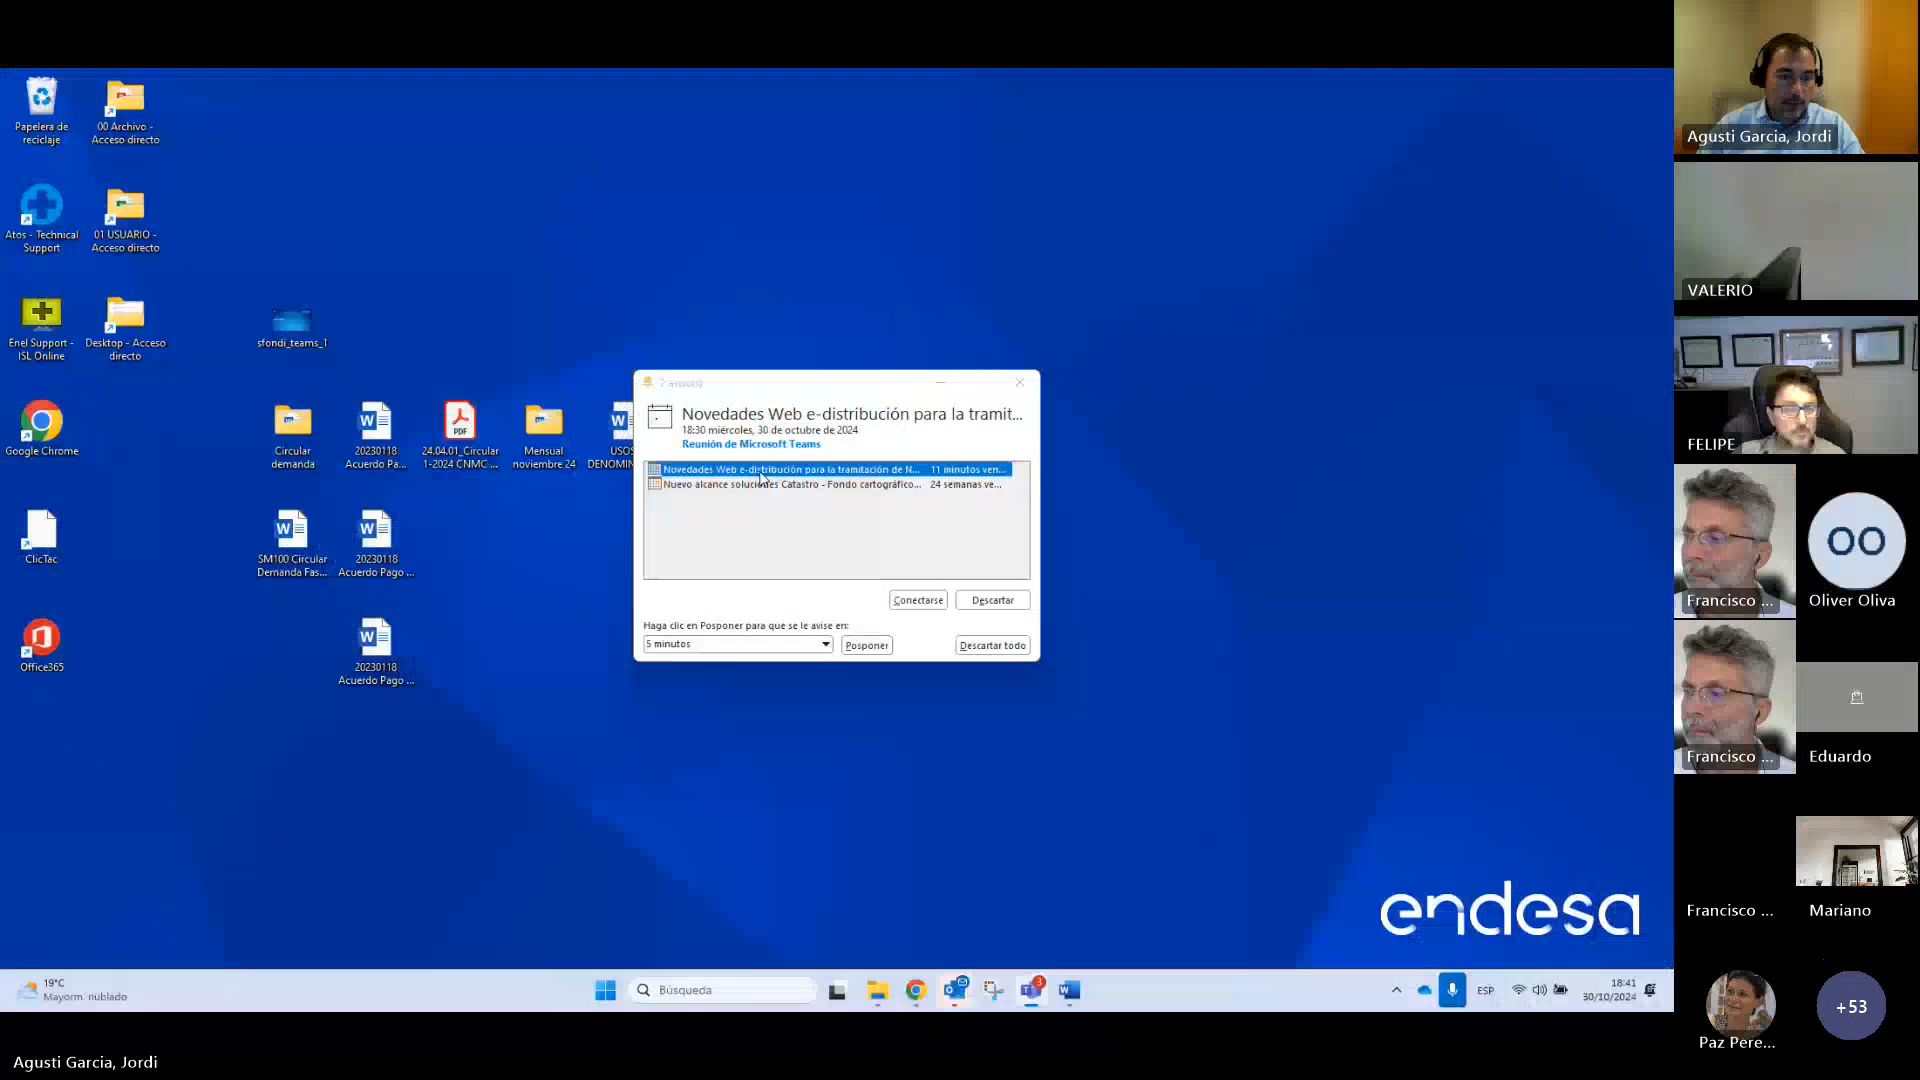 Papelera de
reciclaje
00 Archivo -
Acceso directo
Atos - Technical
Support
01 USUARIO -
Acceso directo
Enel Support -
ISL Online
Desktop - Acceso
directo
sfondi_teams_1
Google Chrome
Circular
demanda
20230118
Acuerdo Pa...
PDF
24.04.01_Circular
1-2024 CNMC ...
Mensual
noviembre 24
USOS
DENOMIN
ClicTac
SM100 Circular
Demanda Fas...
20230118
Acuerdo Pago ...
Office365
20230118
Acuerdo Pago ...
2 aviso(s)
Novedades Web e-distribución para la tramit...
18:30 miércoles, 30 de octubre de 2024
Reunión de Microsoft Teams
Novedades Web e-distribución para la tramitación de N... 11 minutos ven...
Nuevo alcance soluciones Catastro - Fondo cartográfico... 24 semanas ve...
Conectarse
Descartar
Haga clic en Posponer para que se le avise en:
5 minutos
Posponer
Descartar todo
endesa
19°C
Mayorm. nublado
Búsqueda
3
ESP
18:41
30/10/2024
Agusti Garcia, Jordi
Agusti Garcia, Jordi
VALERIO
FELIPE
Francisco ...
OO
Oliver Oliva
Francisco ...
Eduardo
Francisco ...
Mariano
Paz Pere...
+53